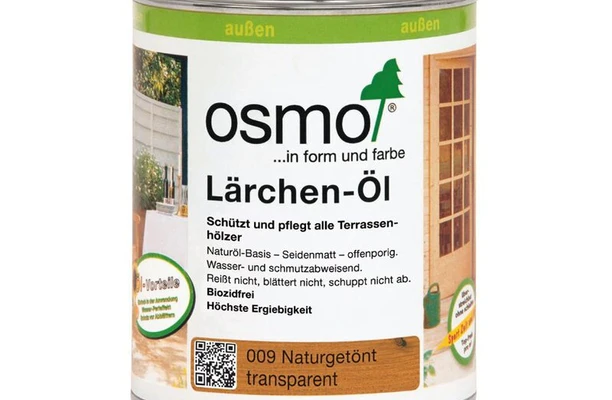 außen
außen
osmo®
...in form und farbe
Lärchen-Öl
Schützt und pflegt alle Terrassen-
hölzer
Naturöl-Basis – Seidenmatt – offenporig.
Wasser- und schmutzabweisend.
Reißt nicht, blättert nicht, schuppt nicht ab.
Biozidfrei
Höchste Ergiebigkeit
-Vorteile
009 Naturgetönt
transparent